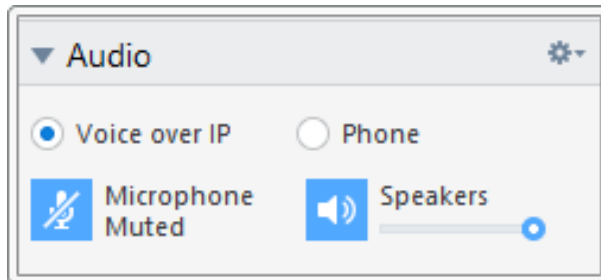 Audio
Voice over IP
Phone
Microphone
Muted
Speakers